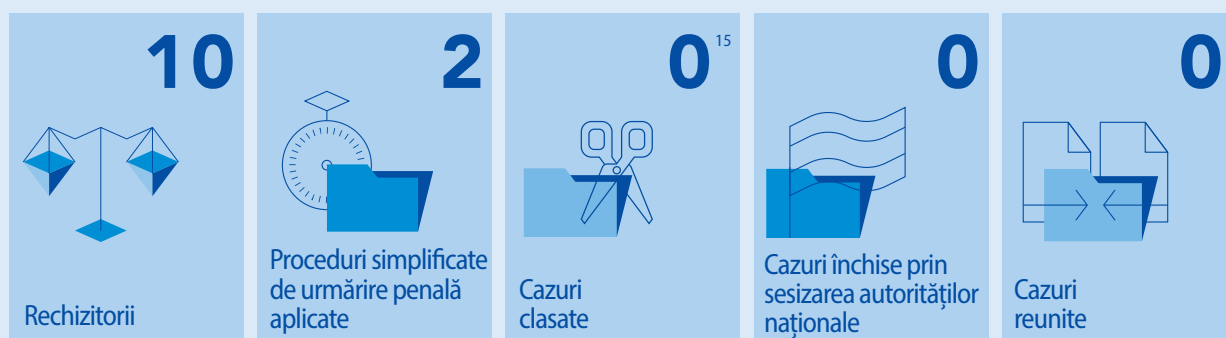 10
Rechizitorii
2
Proceduri simplificate
de urmărire penală
aplicate
0 15
Cazuri
clasate
0
Cazuri închise prin
sesizarea autorităților
naționale
0
Cazuri
reunite